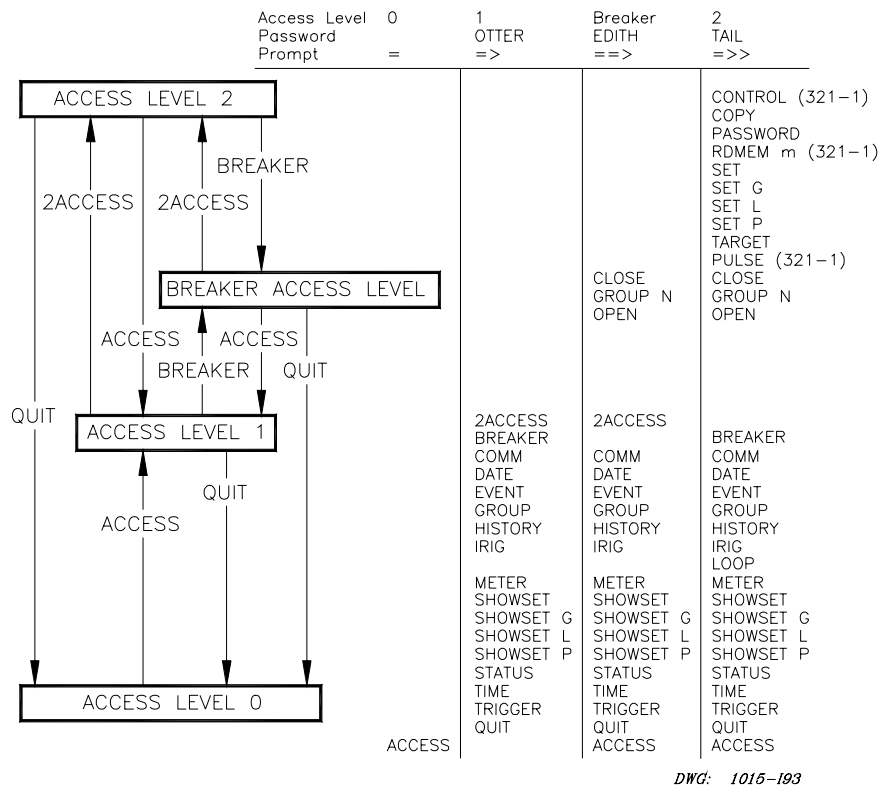 Access Level 0 1 Breaker 2
Password OTTER EDITH TAIL
Prompt = => ==> =>>
ACCESS LEVEL 2
CONTROL (321-1)
COPY
PASSWORD
BREAKER
RDMEM m (321-1)
SET
SET G
2ACCESS 2ACCESS
SET L
SET P
TARGET
PULSE (321-1)
BREAKER ACCESS LEVEL
CLOSE CLOSE
GROUP N GROUP N
OPEN OPEN
ACCESS ACCESS
BREAKER QUIT
QUIT
ACCESS LEVEL 1
2ACCESS 2ACCESS
BREAKER BREAKER
COMM COMM COMM
DATE DATE DATE
QUIT
EVENT EVENT EVENT
GROUP GROUP GROUP
ACCESS
HISTORY HISTORY HISTORY
IRIG IRIG IRIG
LOOP
METER METER METER
SHOWSET SHOWSET SHOWSET
SHOWSET G SHOWSET G SHOWSET G
SHOWSET L SHOWSET L SHOWSET L
SHOWSET P SHOWSET P SHOWSET P
STATUS STATUS STATUS
TIME TIME TIME
ACCESS LEVEL 0
TRIGGER TRIGGER TRIGGER
QUIT QUIT QUIT
ACCESS ACCESS ACCESS
DWG: 1015-I93